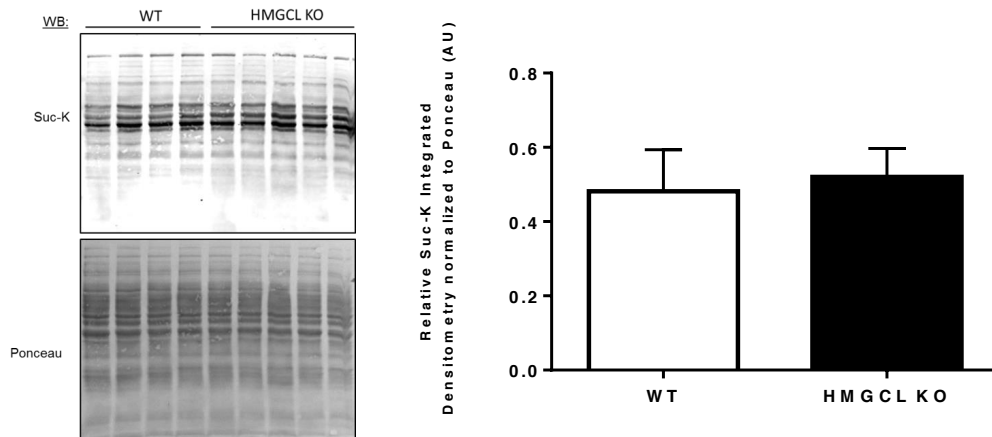 WB:
WT
HMGCL KO
Suc-K
Ponceau
Relative Suc-K Integrated
Densitometry normalized to Ponceau (AU)
0.8
0.6
0.4
0.2
0.0
WT
HMGCL KO